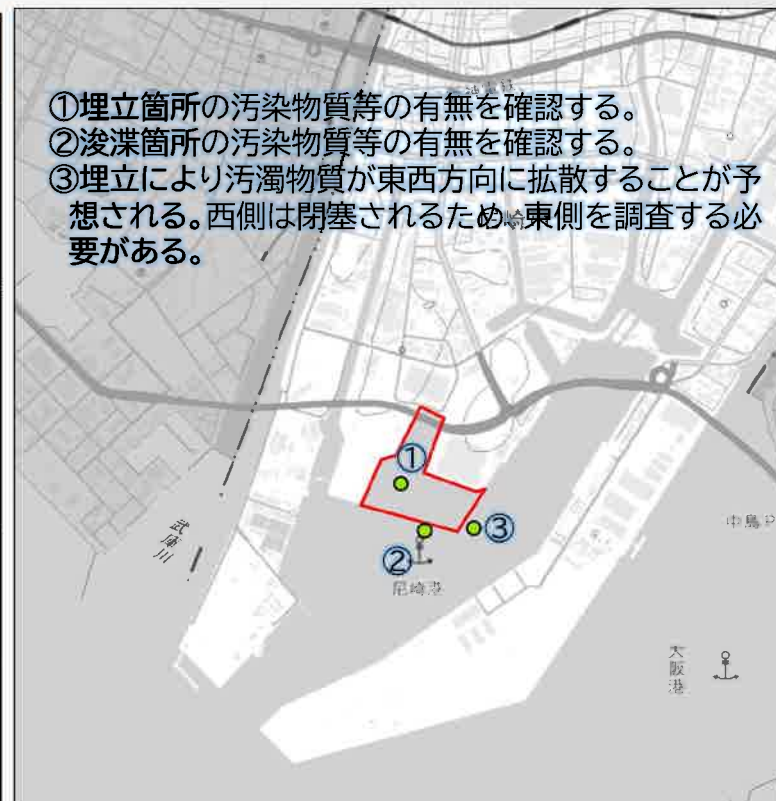 ①埋立箇所の汚染物質等の有無を確認する。
②浚渫箇所の汚染物質等の有無を確認する。
③埋立により汚濁物質が東西方向に拡散することが予
想される。西側は閉塞されるため、東側を調査する必
要がある。
①
③
②
尼崎港
武庫川
大阪港